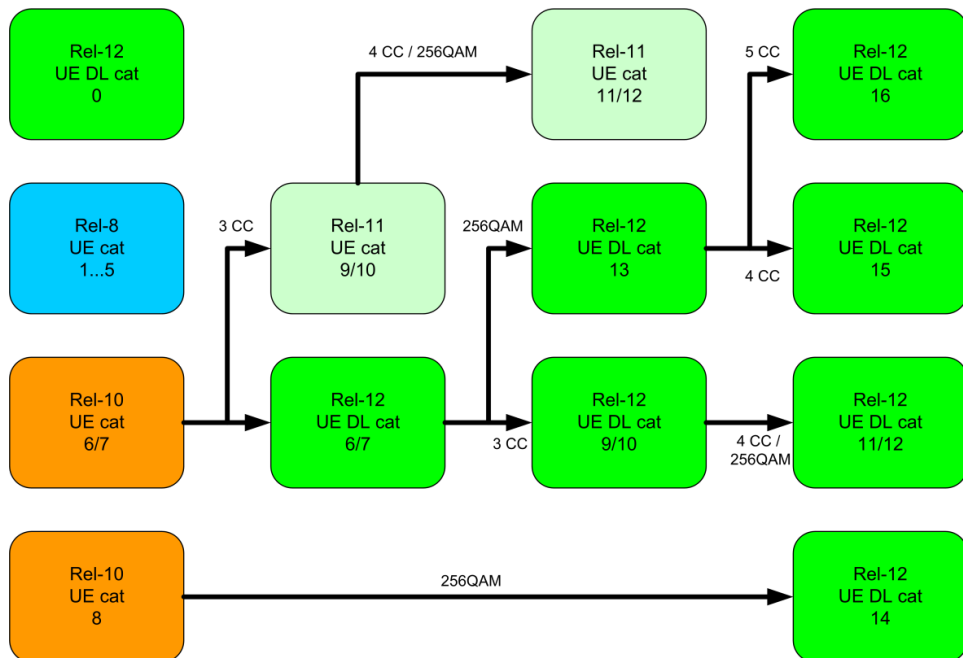 Rel-12
UE DL cat
0
4 CC / 256QAM
Rel-11
UE cat
11/12
5 CC
Rel-12
UE DL cat
16
Rel-8
UE cat
1...5
3 CC
Rel-11
UE cat
9/10
256QAM
Rel-12
UE DL cat
13
4 CC
Rel-12
UE DL cat
15
Rel-10
UE cat
6/7
Rel-12
UE DL cat
6/7
3 CC
Rel-12
UE DL cat
9/10
4 CC /
256QAM
Rel-12
UE DL cat
11/12
Rel-10
UE cat
8
256QAM
Rel-12
UE DL cat
14